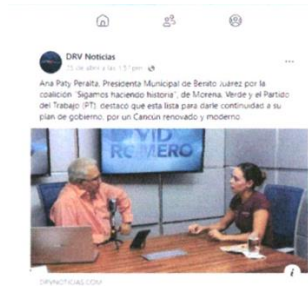 DRV Noticias
Ana Paty Peralta, Presidenta Municipal de Benito Juárez por la
coalición "Sigamos haciendo historia", de Morena, Verde y el Partido
del Trabajo (PT), destacó que esta lista para darle continuidad a su
plan de gobierno, por un Cancún renovado y moderno.
VID
ROMERO
DRVNOTICIAS.COM